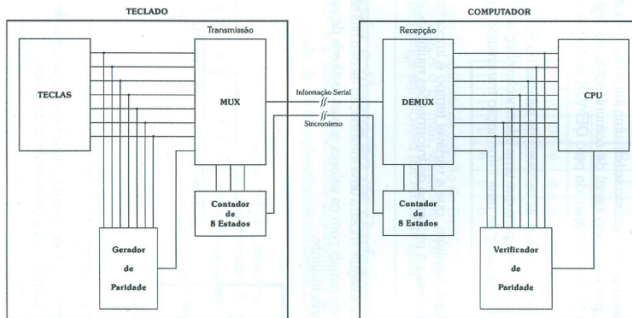 TECLADO
COMPUTADOR
Transmissão
Recepção
TECLAS
MUX
Informação Serial
Sincronismo
DEMUX
CPU
Contador
de
8 Estados
Contador
de
8 Estados
Gerador
de
Paridade
Verificador
de
Paridade